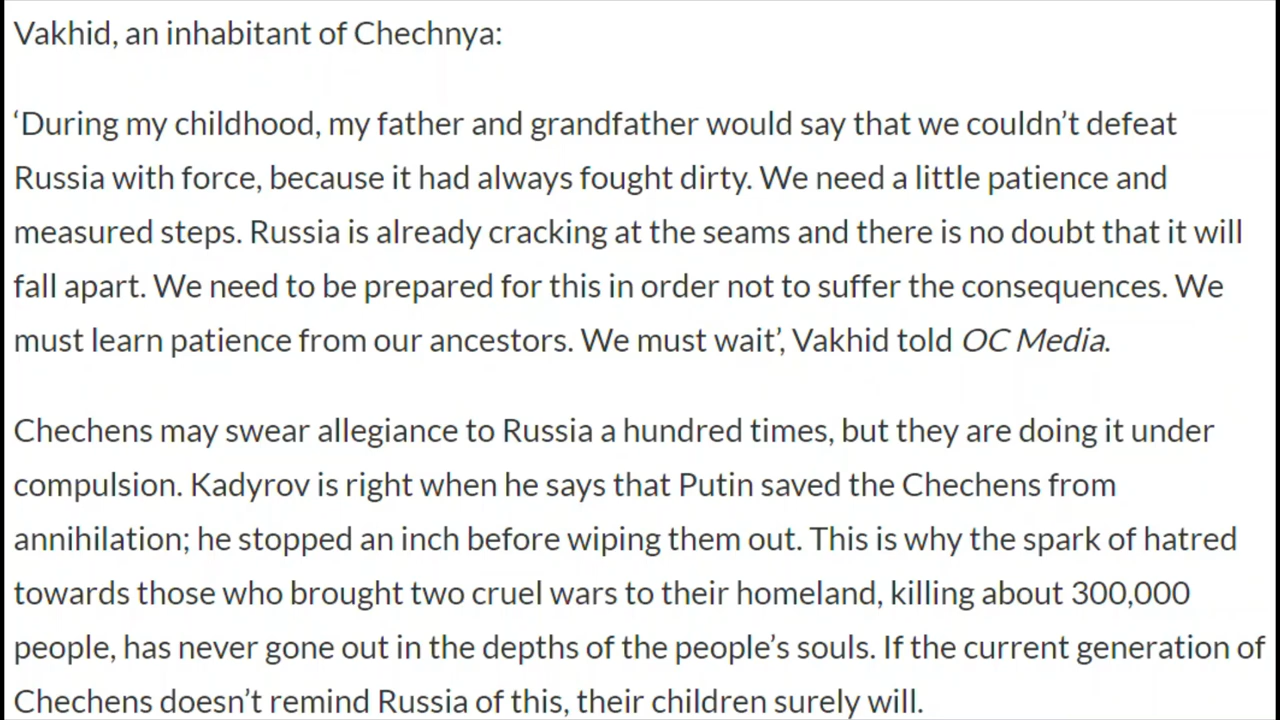 Vakhid, an inhabitant of Chechnya:
‘During my childhood, my father and grandfather would say that we couldn’t defeat
Russia with force, because it had always fought dirty. We need a little patience and
measured steps. Russia is already cracking at the seams and there is no doubt that it will
fall apart. We need to be prepared for this in order not to suffer the consequences. We
must learn patience from our ancestors. We must wait’, Vakhid told OC Media.
Chechens may swear allegiance to Russia a hundred times, but they are doing it under
compulsion. Kadyrov is right when he says that Putin saved the Chechens from
annihilation; he stopped an inch before wiping them out. This is why the spark of hatred
towards those who brought two cruel wars to their homeland, killing about 300,000
people, has never gone out in the depths of the people’s souls. If the current generation of
Chechens doesn’t remind Russia of this, their children surely will.